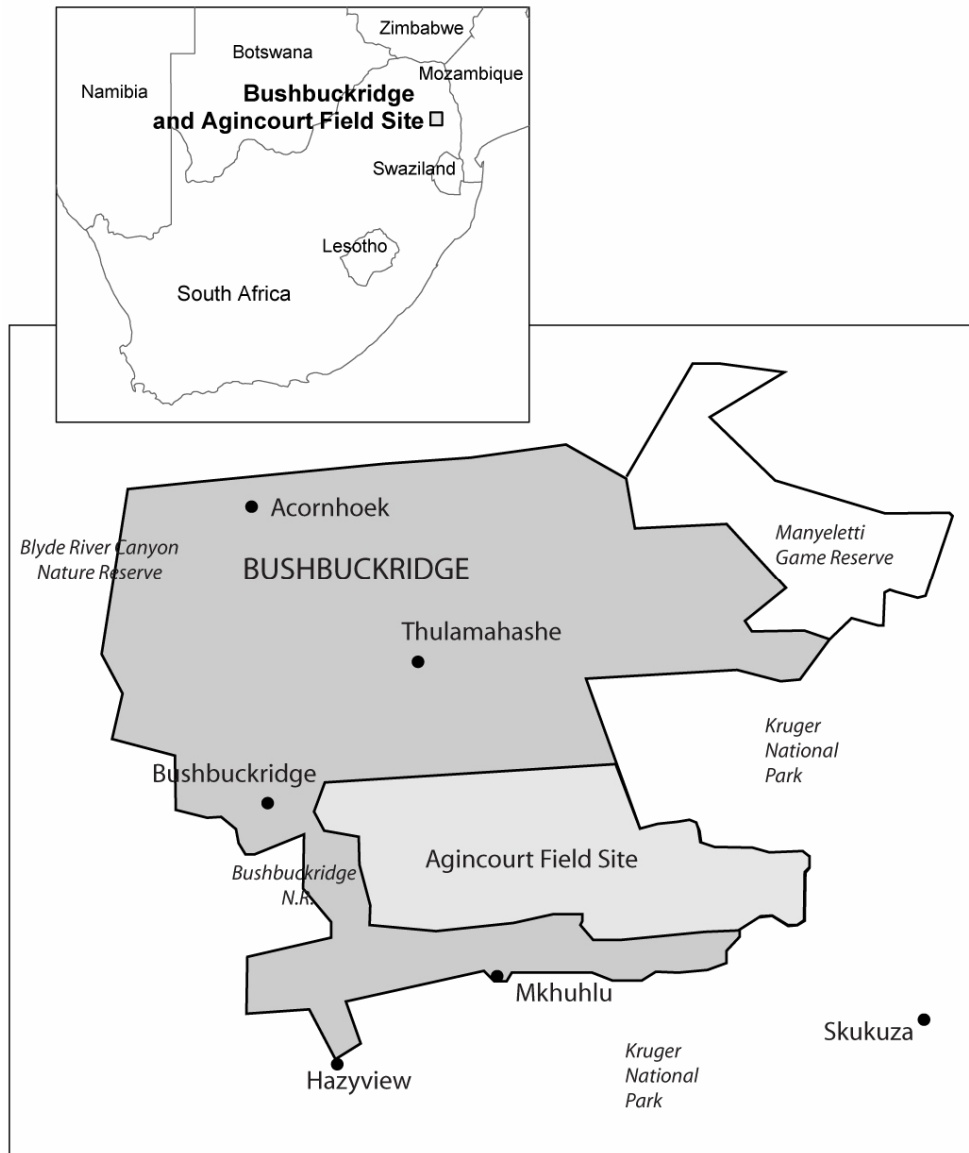 Zimbabwe
Botswana
Mozambique
Namibia
Bushbuckridge
and Agincourt Field Site
Swaziland
Lesotho
South Africa
Acornhoek
Blyde River Canyon
Nature Reserve
BUSHBUCKRIDGE
Manyeletti
Game Reserve
Thulamahashe
Kruger
National
Park
Bushbuckridge
Agincourt Field Site
Bushbuckridge
N.R.
Mkhuhlu
Skukuza
Kruger
National
Park
Hazyview